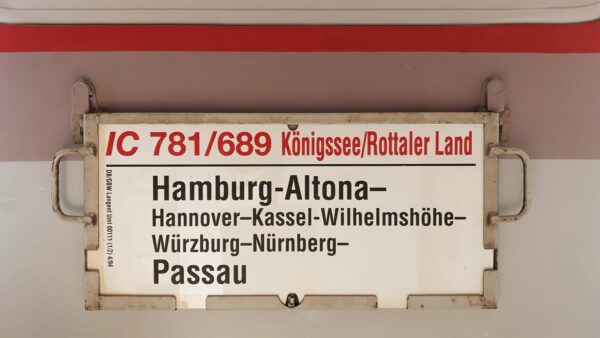 IC 781/689 Königssee/Rottaler Land
Hamburg-Altona–
Hannover–Kassel-Wilhelmshöhe–
Würzburg–Nürnberg–
Passau